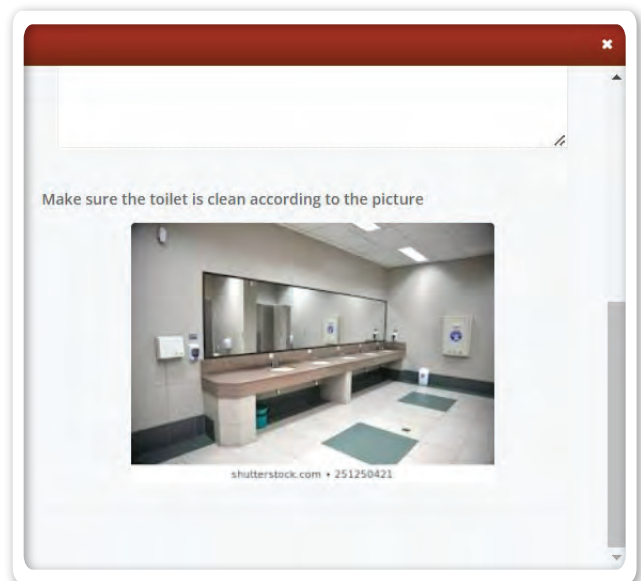 Make sure the toilet is clean according to the picture
shutterstock.com • 251250421